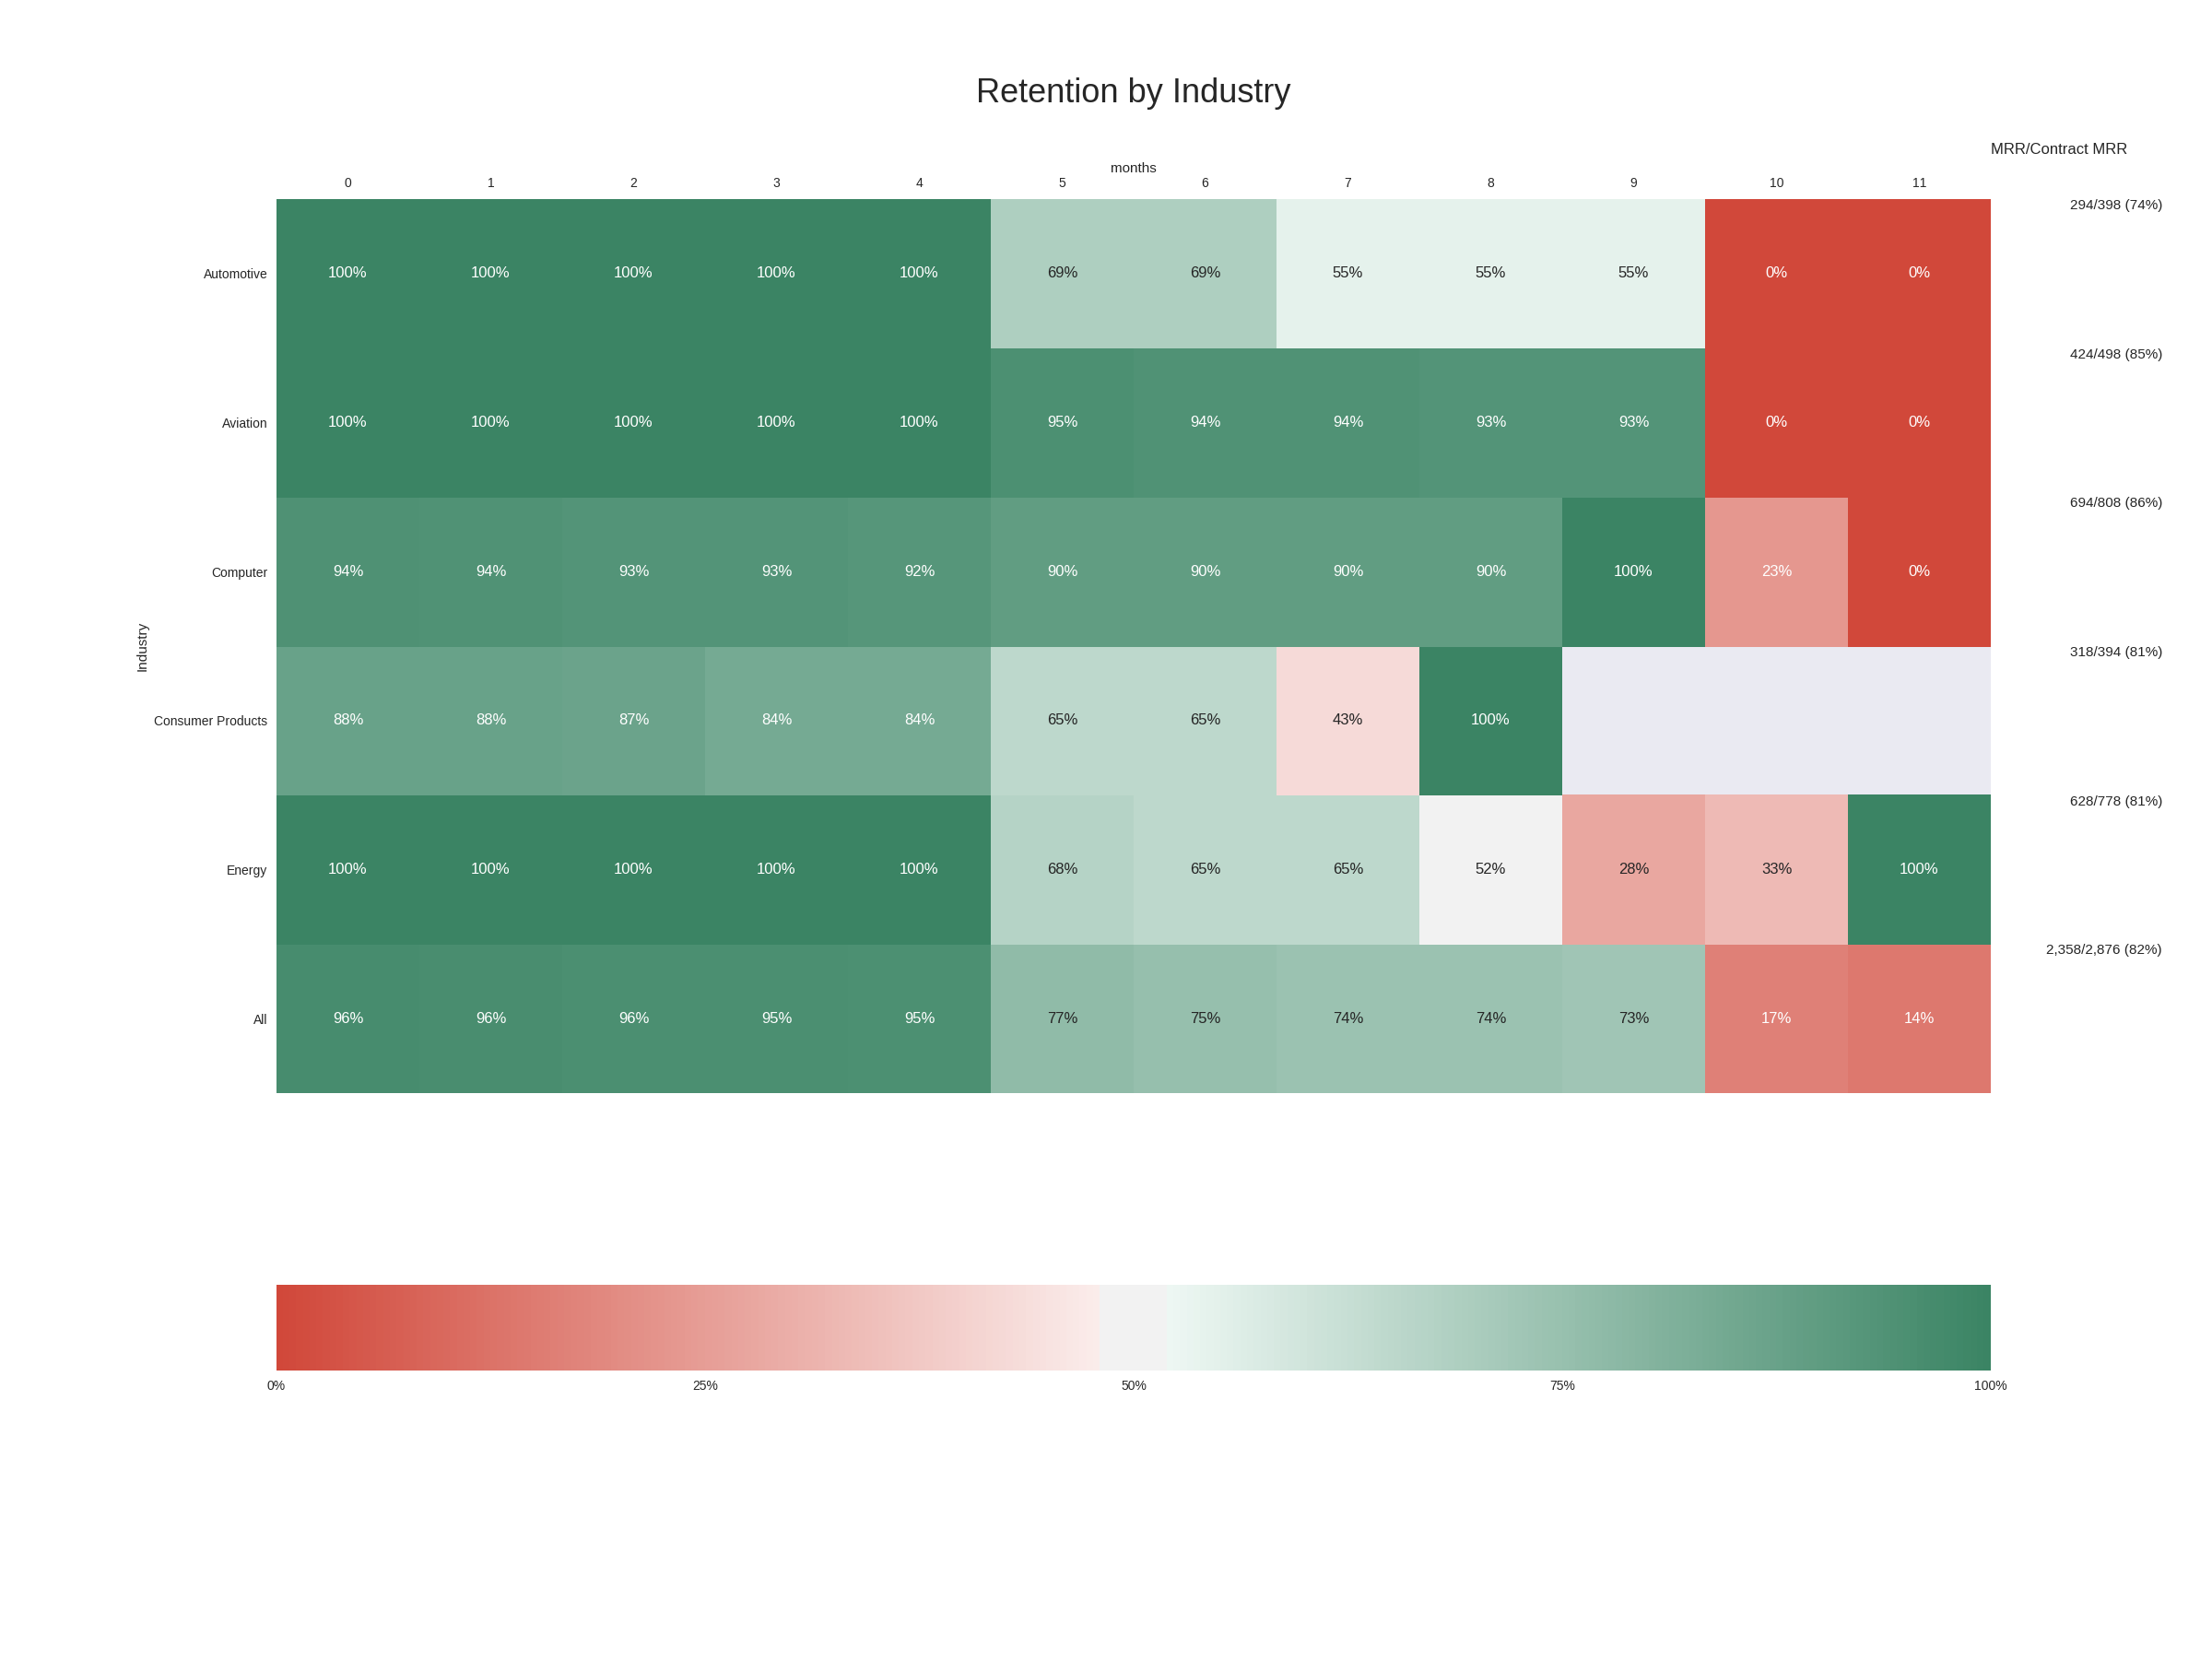 Retention by Industry
MRR/Contract MRR
months
0 1 2 3 4 5 6 7 8 9 10 11
294/398 (74%)
Automotive 100% 100% 100% 100% 100% 69% 69% 55% 55% 55% 0% 0%
424/498 (85%)
Aviation 100% 100% 100% 100% 100% 95% 94% 94% 93% 93% 0% 0%
694/808 (86%)
Computer 94% 94% 93% 93% 92% 90% 90% 90% 90% 100% 23% 0%
Industry
318/394 (81%)
Consumer Products 88% 88% 87% 84% 84% 65% 65% 43% 100%
628/778 (81%)
Energy 100% 100% 100% 100% 100% 68% 65% 65% 52% 28% 33% 100%
2,358/2,876 (82%)
All 96% 96% 96% 95% 95% 77% 75% 74% 74% 73% 17% 14%
0% 25% 50% 75% 100%